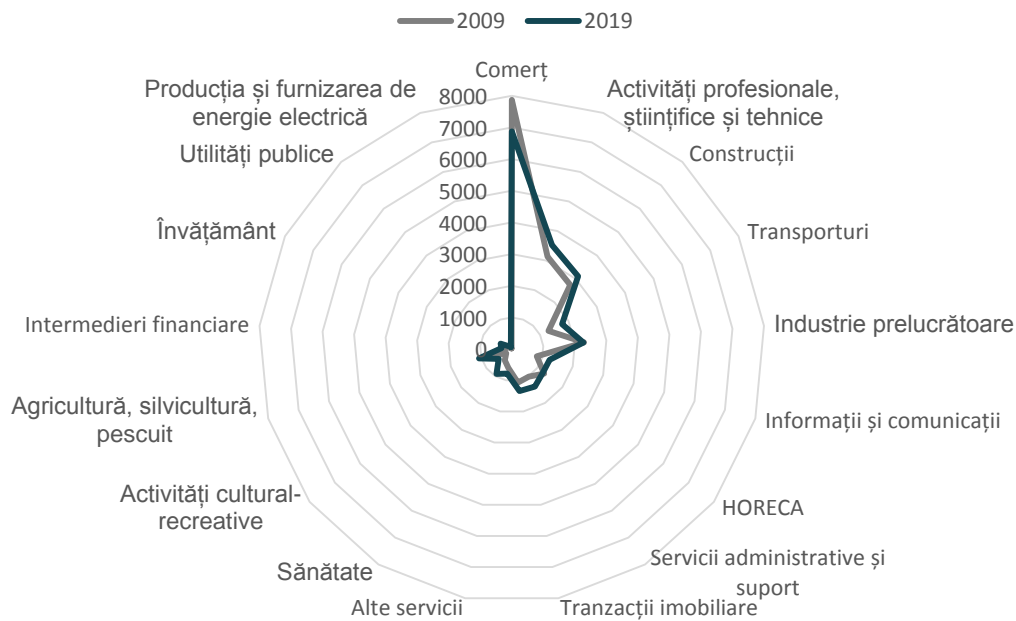 2009 2019
Comerț
Activități profesionale,
științifice și tehnice
Construcții
Transporturi
Industrie prelucrătoare
Informații și comunicații
HORECA
Servicii administrative și
suport
Tranzacții imobiliare
Alte servicii
Sănătate
Activități cultural-
recreative
Agricultură, silvicultură,
pescuit
Intermedieri financiare
Învățământ
Utilități publice
Producția și furnizarea de
energie electrică
8000
7000
6000
5000
4000
3000
2000
1000
0